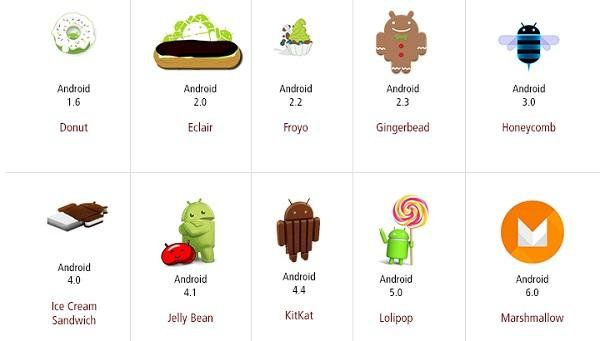 Android
1.6
Donut
Android
2.0
Eclair
Android
2.2
Froyo
Android
2.3
Gingerbead
Android
3.0
Honeycomb
Android
4.0
Ice Cream
Sandwich
Android
4.1
Jelly Bean
Android
4.4
KitKat
Android
5.0
Lolipop
M
Android
6.0
Marshmallow